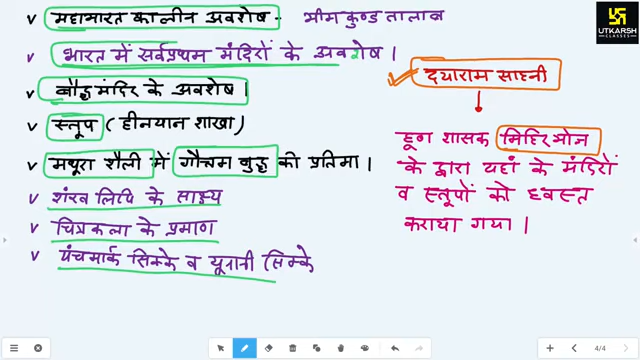 v महाभारत कालीन अवशेष - भीमकुण्ड तालाब
v भारत में सर्वप्रथम मंदिरों के अवशेष।
v बौद्ध मंदिर के अवशेष।
v स्तूप (हीनयान शाखा)
v मथुरा शैली में गौतम बुद्ध की प्रतिमा।
v शंख लिपि के साक्ष्य
v चित्रकला के प्रमाण
v पंचमार्क सिक्के व यूनानी सिक्के
UTKARSH
CLASSES
दयाराम साहनी
हूण शासक मिहिरभोज
के द्वारा यहां के मंदिरों
व स्तूपों को ध्वस्त
कराया गया।
4/4